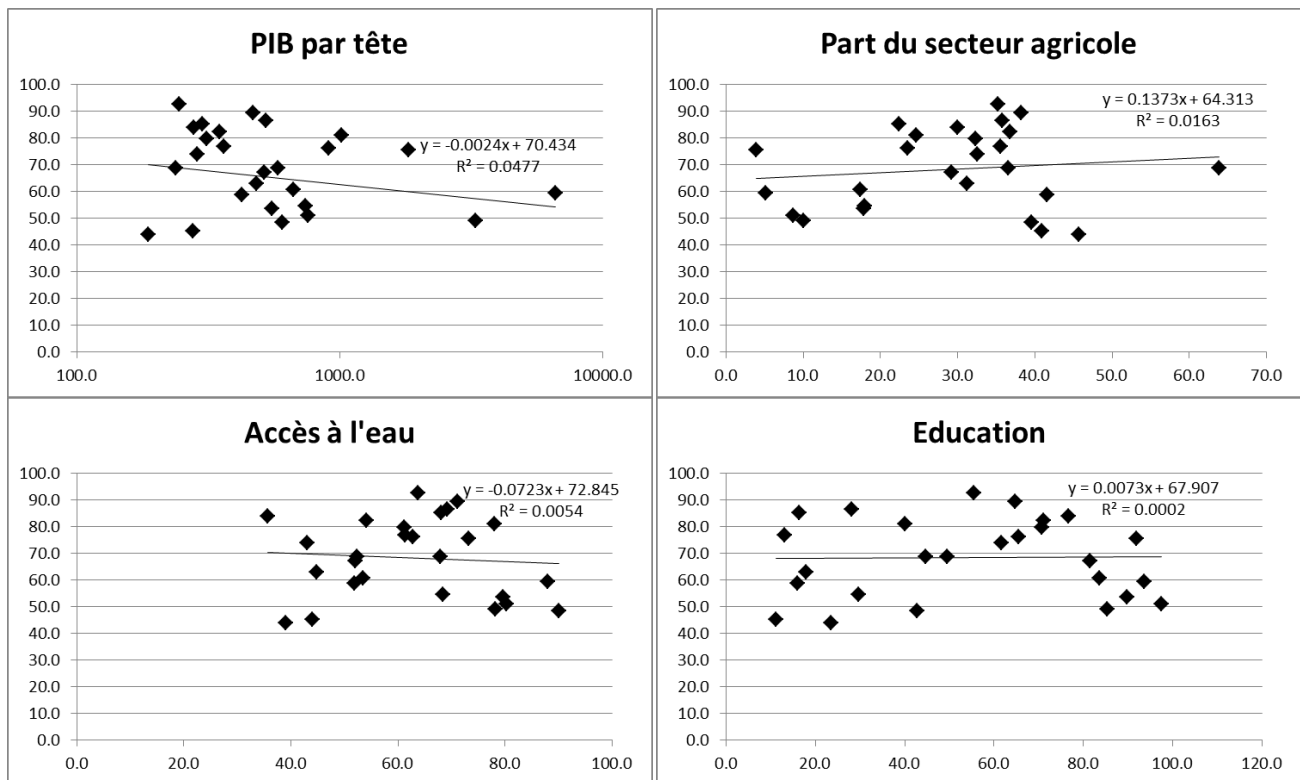 PIB par tête
100.0
90.0
80.0
70.0
60.0
50.0
40.0
30.0
20.0
10.0
0.0
y = -0.0024x + 70.434
R² = 0.0477
100.0 1000.0 10000.0
Part du secteur agricole
100.0
90.0
80.0
70.0
60.0
50.0
40.0
30.0
20.0
10.0
0.0
y = 0.1373x + 64.313
R² = 0.0163
0.0 10.0 20.0 30.0 40.0 50.0 60.0 70.0
Accès à l'eau
100.0
90.0
80.0
70.0
60.0
50.0
40.0
30.0
20.0
10.0
0.0
y = -0.0723x + 72.845
R² = 0.0054
0.0 20.0 40.0 60.0 80.0 100.0
Education
100.0
90.0
80.0
70.0
60.0
50.0
40.0
30.0
20.0
10.0
0.0
y = 0.0073x + 67.907
R² = 0.0002
0.0 20.0 40.0 60.0 80.0 100.0 120.0